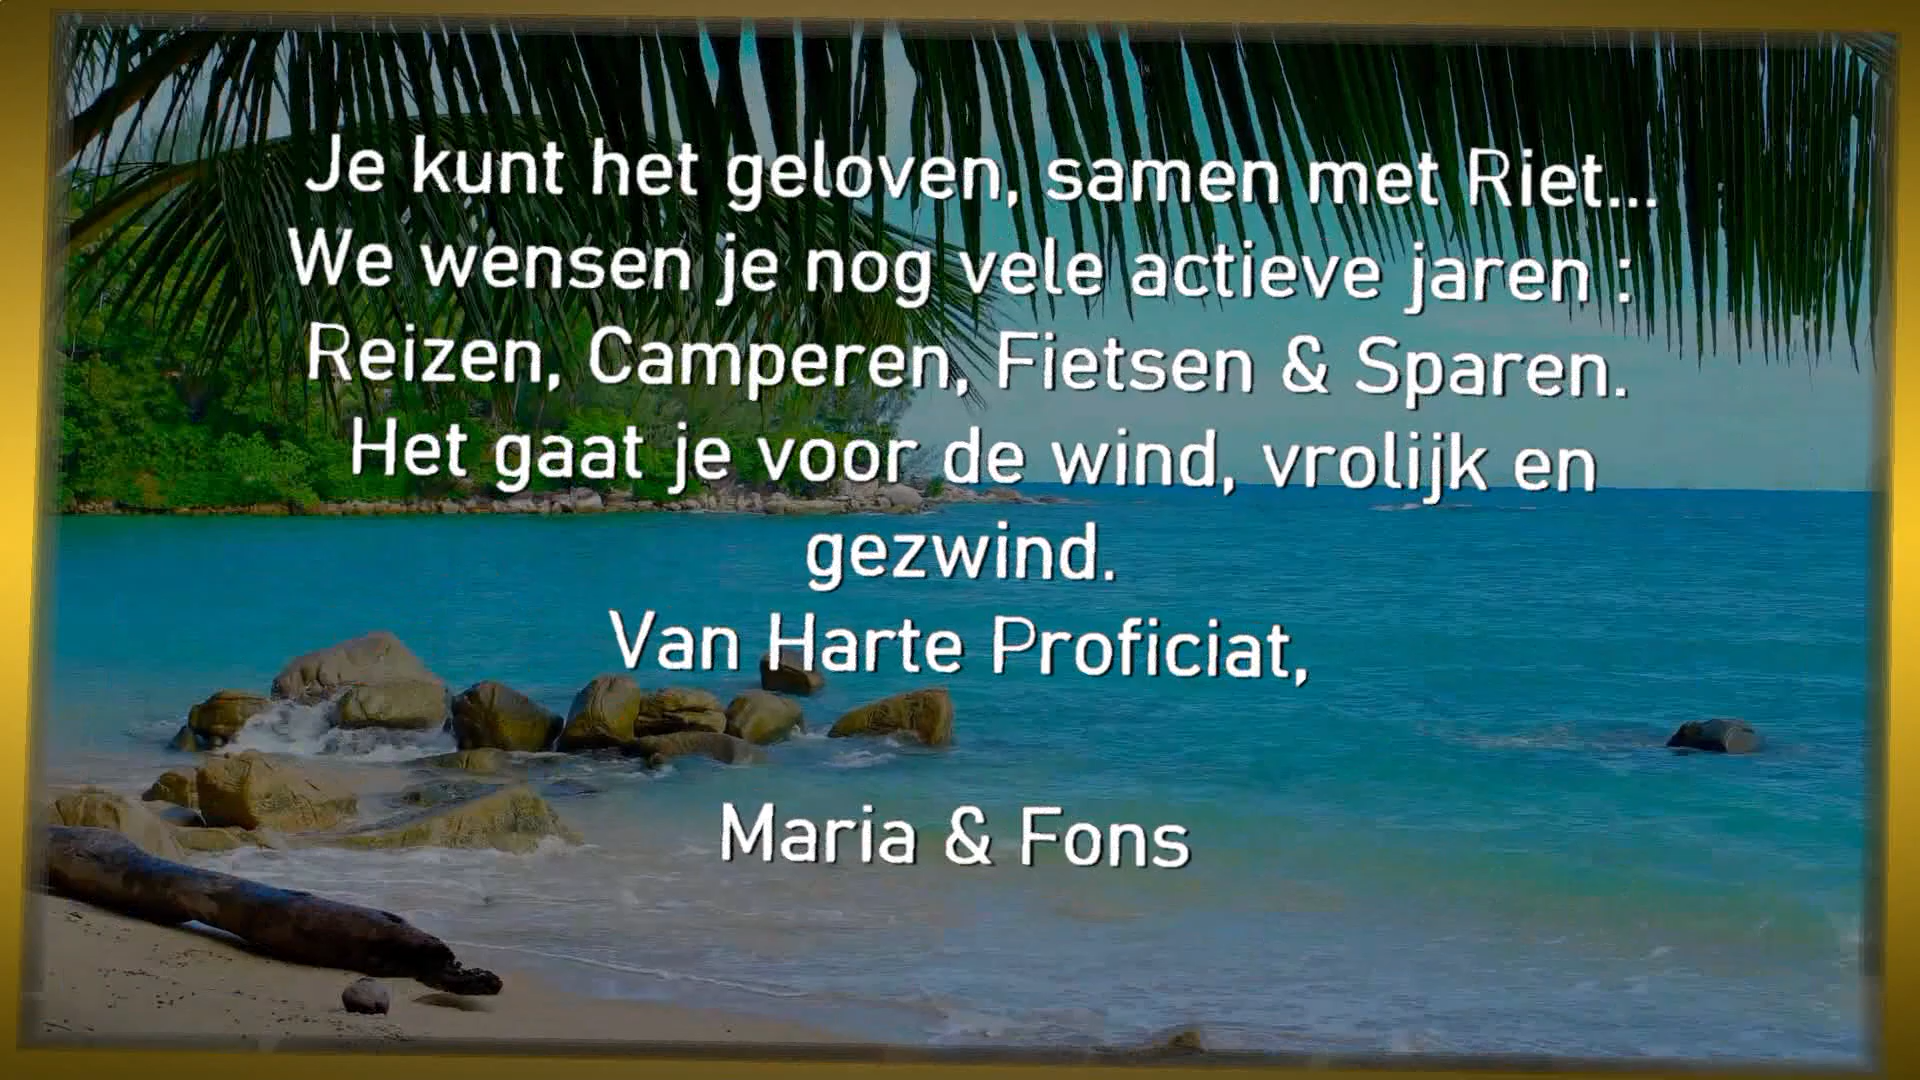 Je kunt het geloven, samen met Riet...
We wensen je nog vele actieve jaren :
Reizen, Camperen, Fietsen & Sparen.
Het gaat je voor de wind, vrolijk en
gezwind.
Van Harte Proficiat,
Maria & Fons